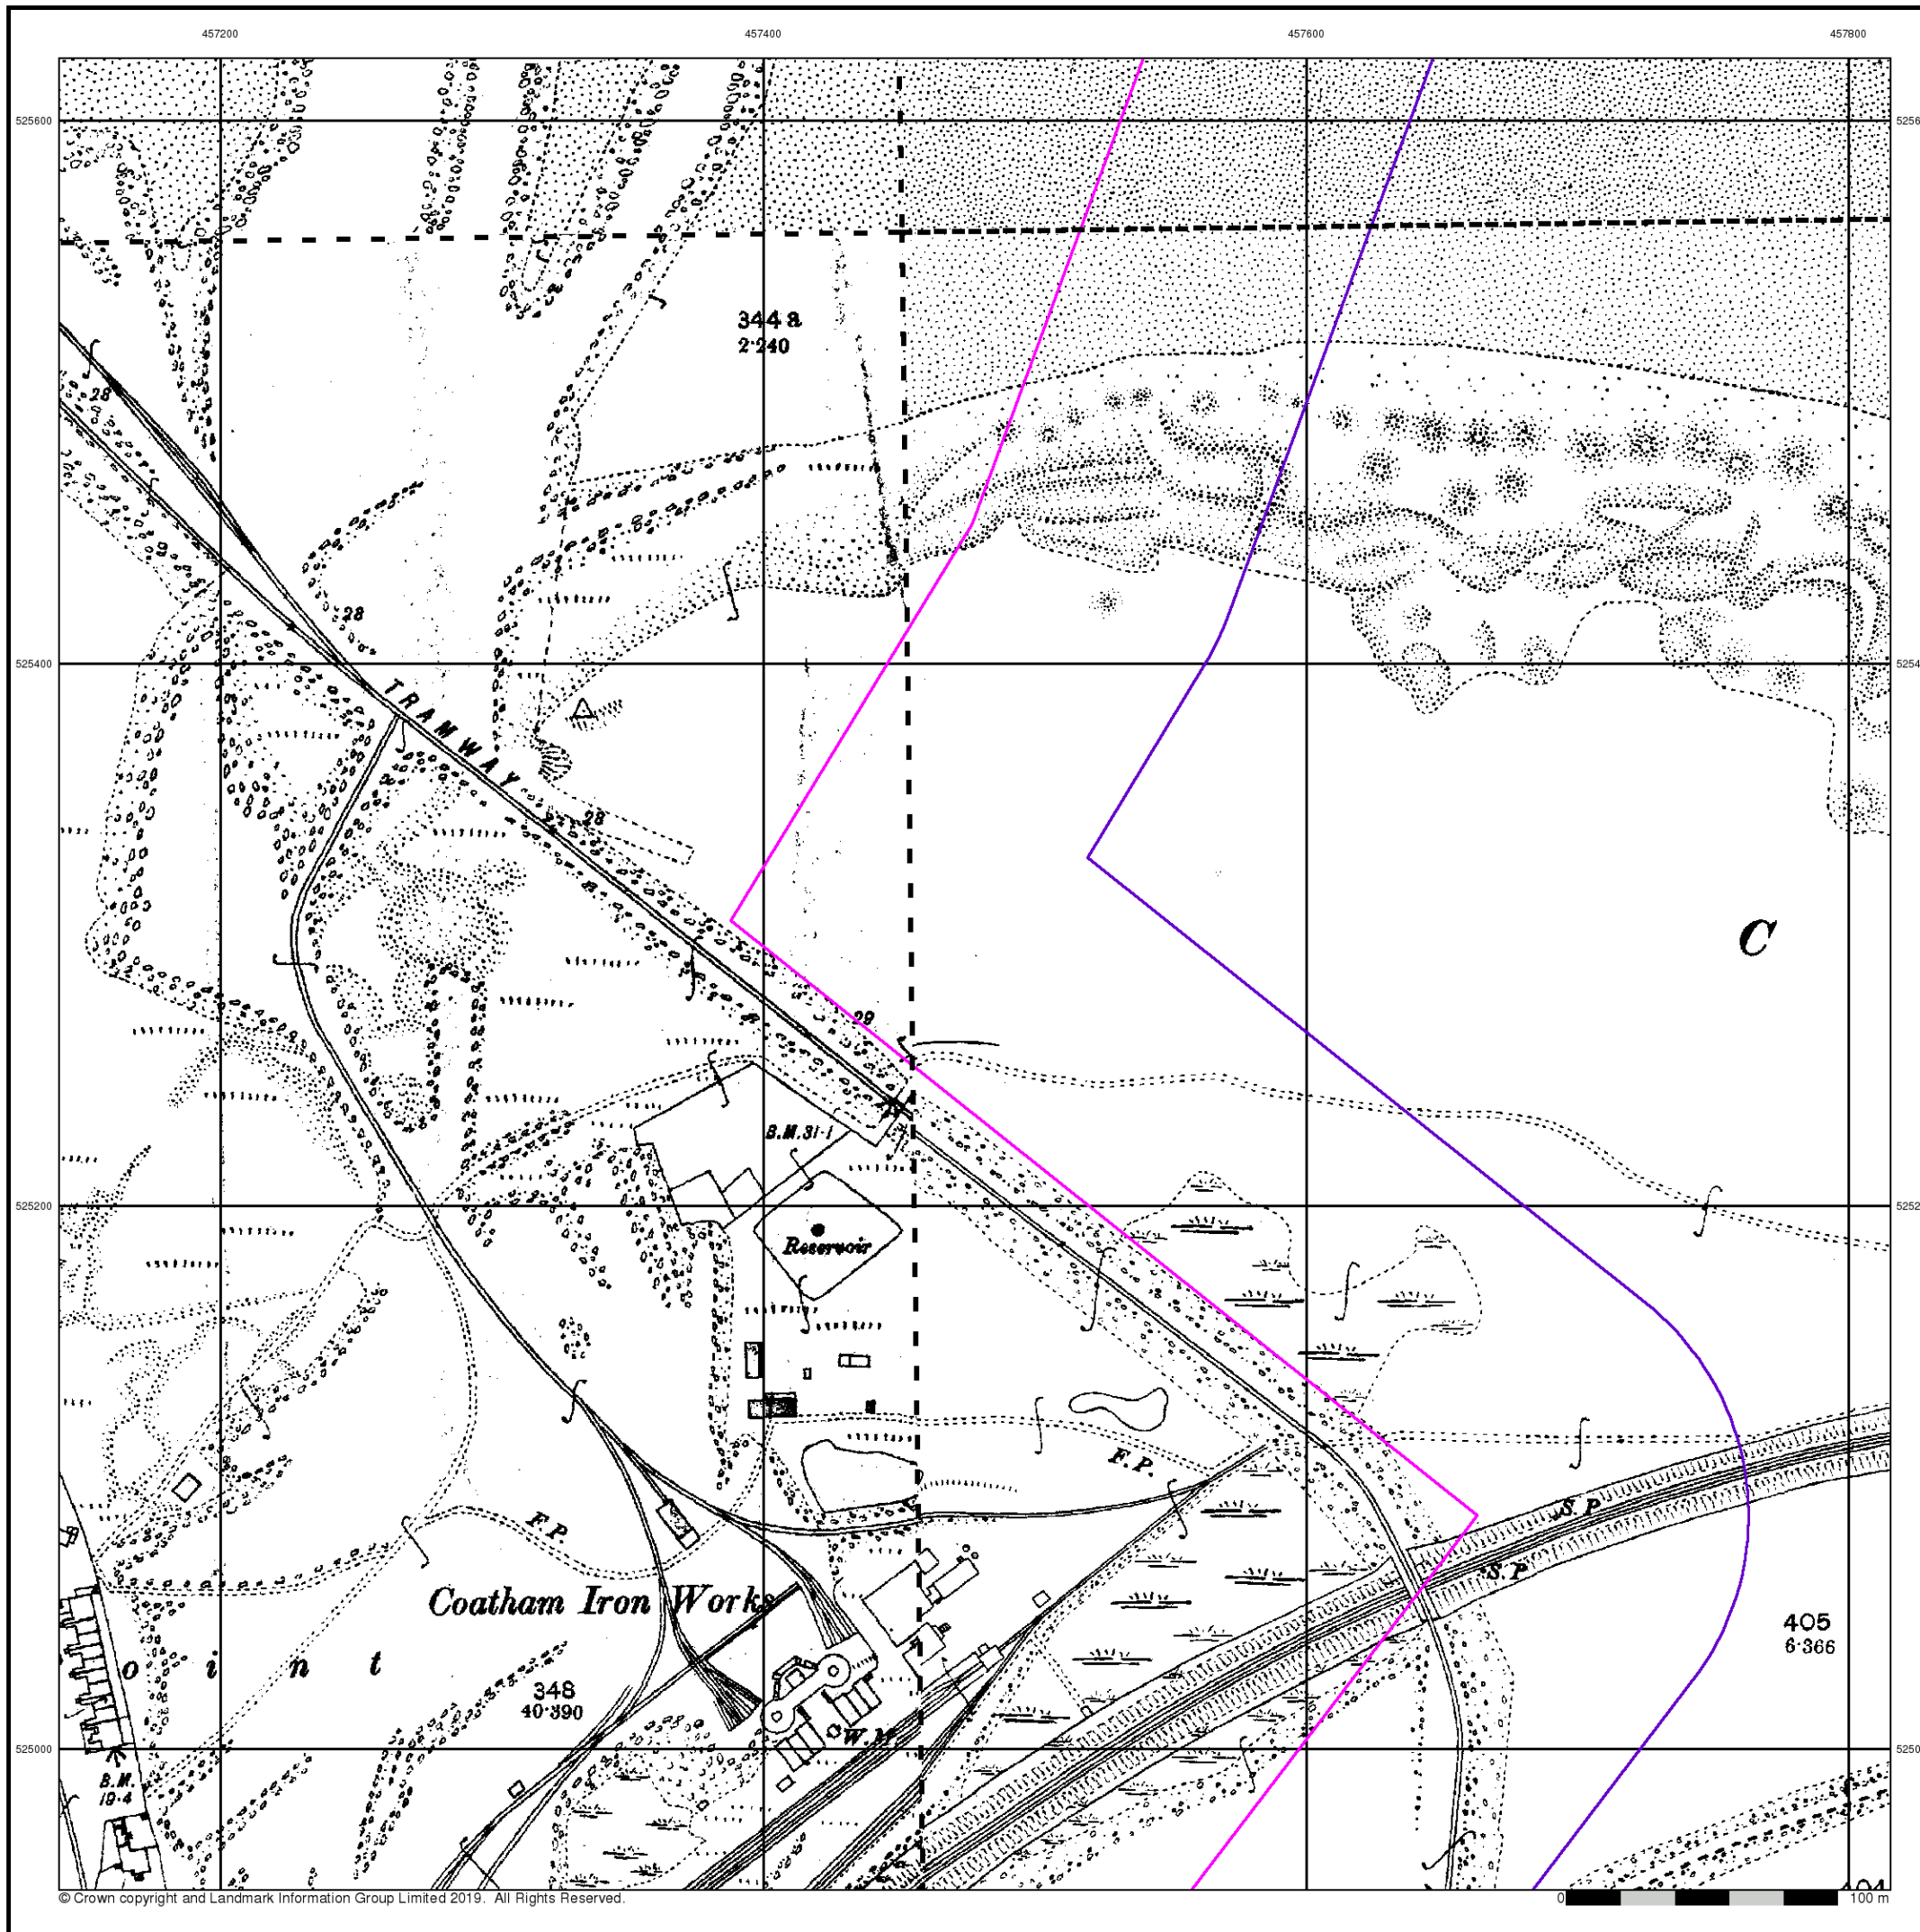 457200 457400 457600 457800
525600
344a
2·240
28
28
525400
TRAMWAY
28
C
29
B.M.31·1
525200
Reservoir
F.P.
S.P
F.P.
S.P
Coatham Iron Works
405
6·366
o i n t
348
40·390
W.M.
525000
B.M.
19·4
© Crown copyright and Landmark Information Group Limited 2019. All Rights Reserved.
0 100 m